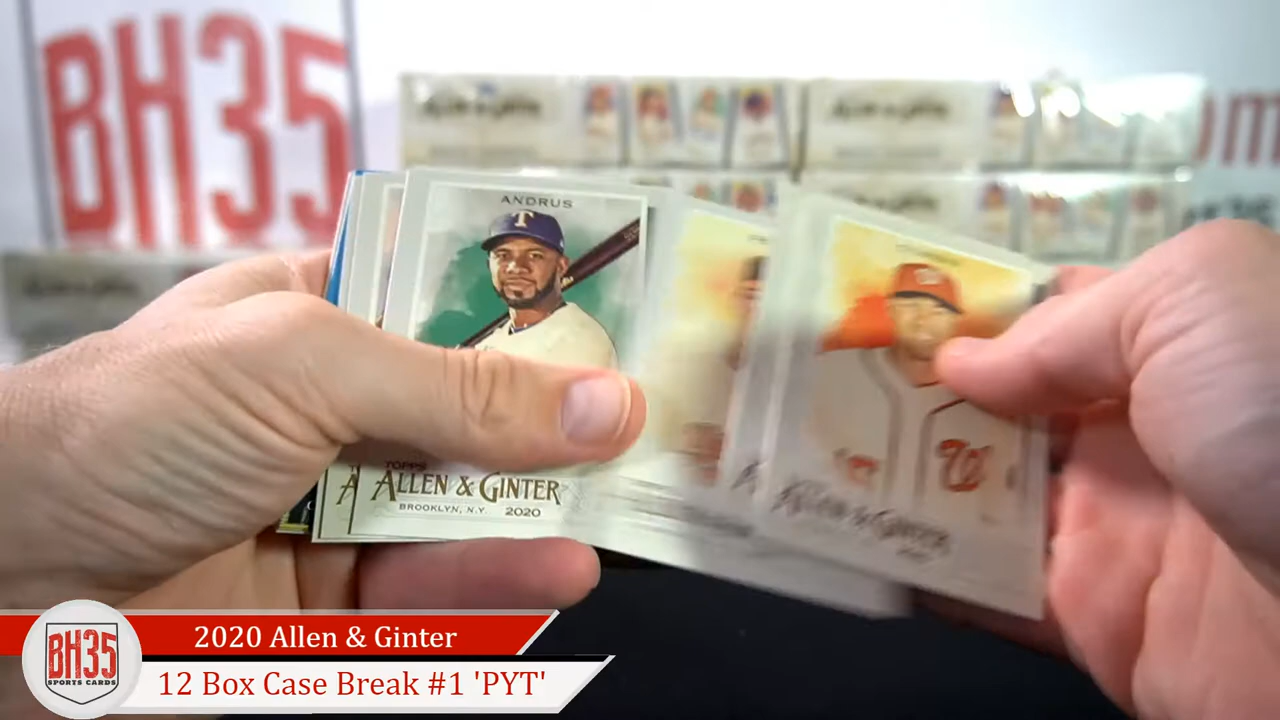 BH35
om
ANDRUS
T
TOPPS
ALLEN & GINTER
BROOKLYN, N.Y. 2020
ALLEN & GINTER
W
2020 Allen & Ginter
12 Box Case Break #1 'PYT'
BH35
SPORTS CARDS